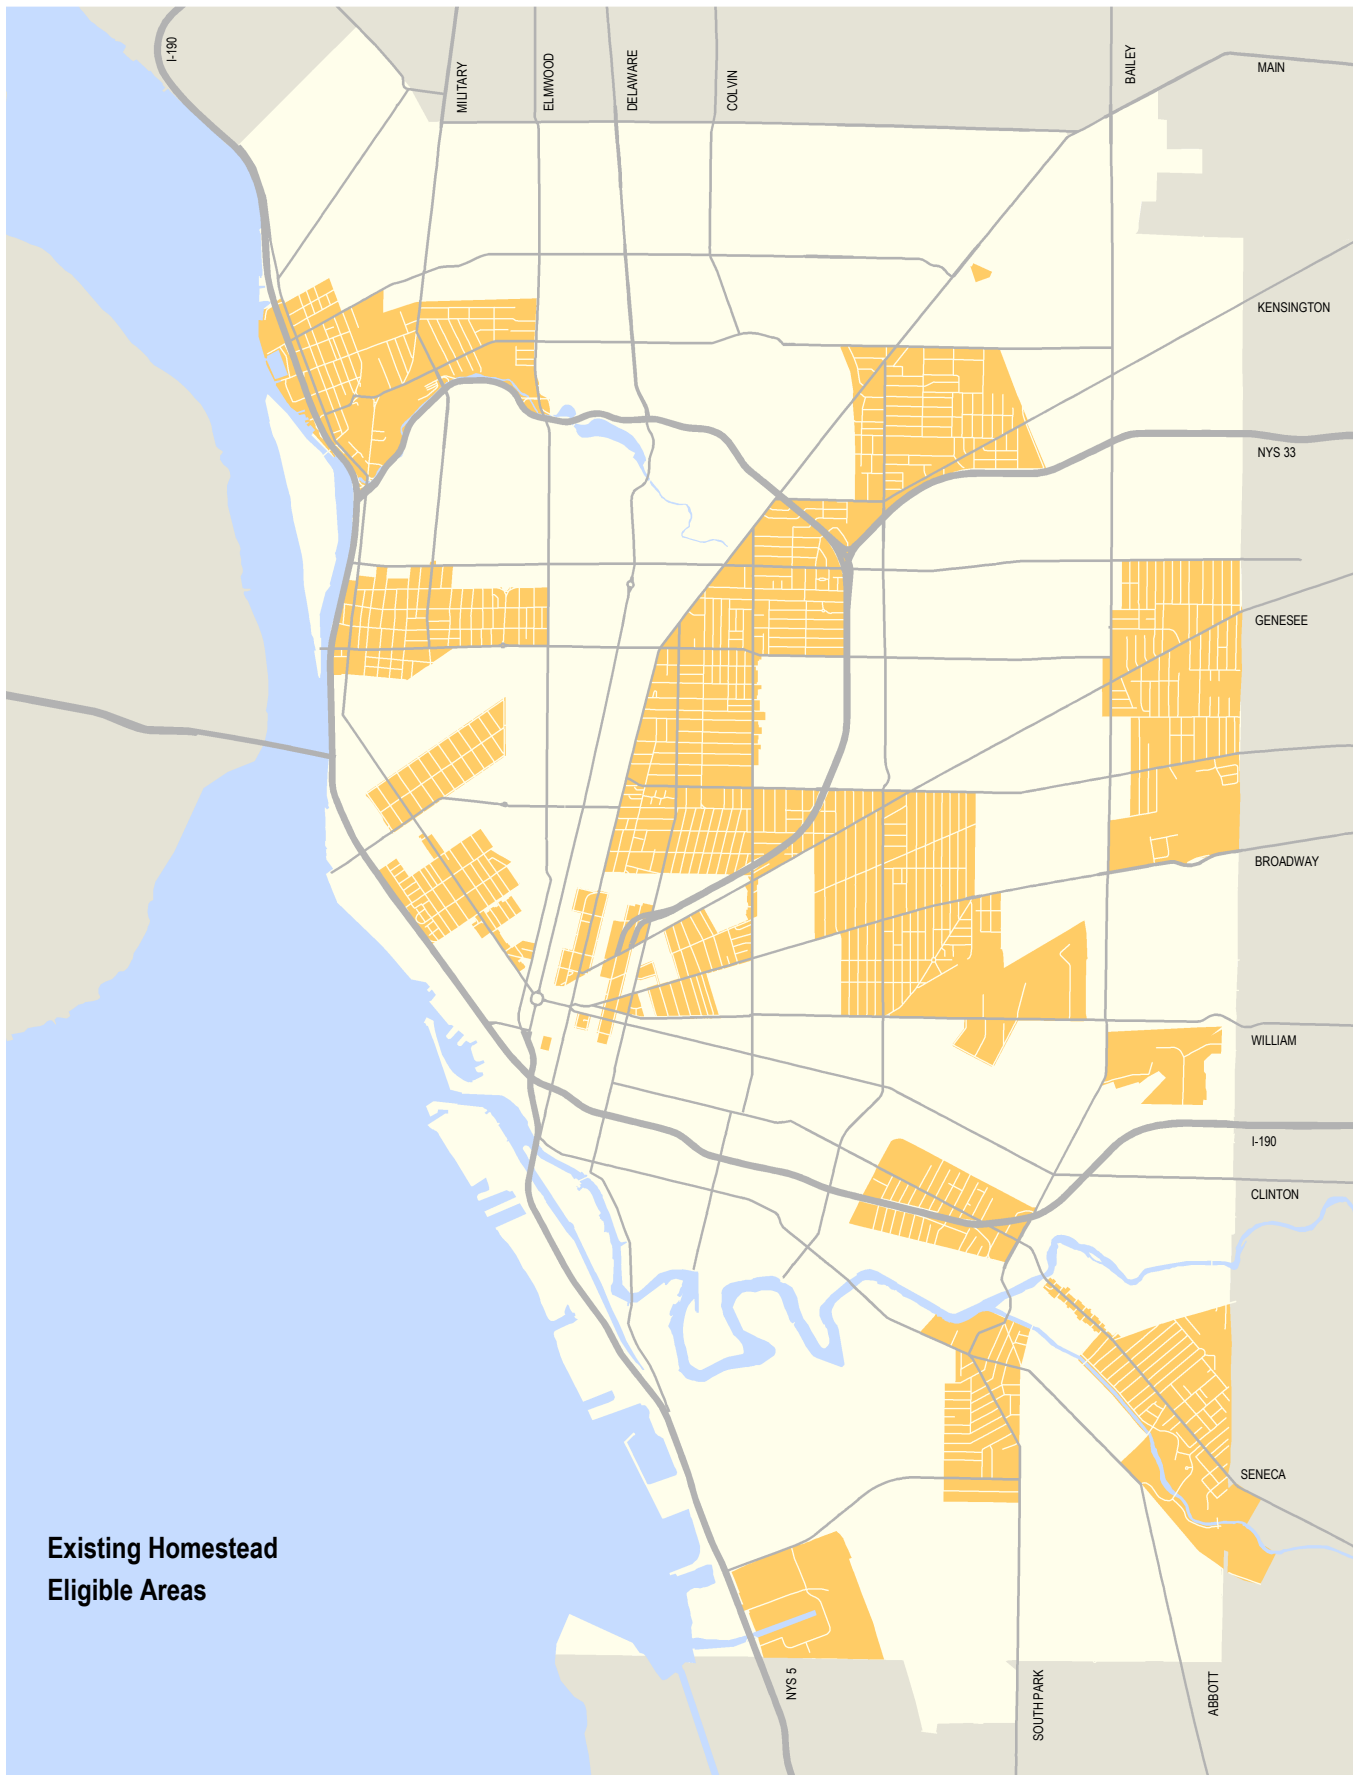 I-190
MILITARY
ELMWOOD
DELAWARE
COLVIN
BAILEY
MAIN
KENSINGTON
NYS 33
GENESEE
BROADWAY
WILLIAM
I-190
CLINTON
SENECA
Existing Homestead
Eligible Areas
NYS 5
SOUTH PARK
ABBOTT